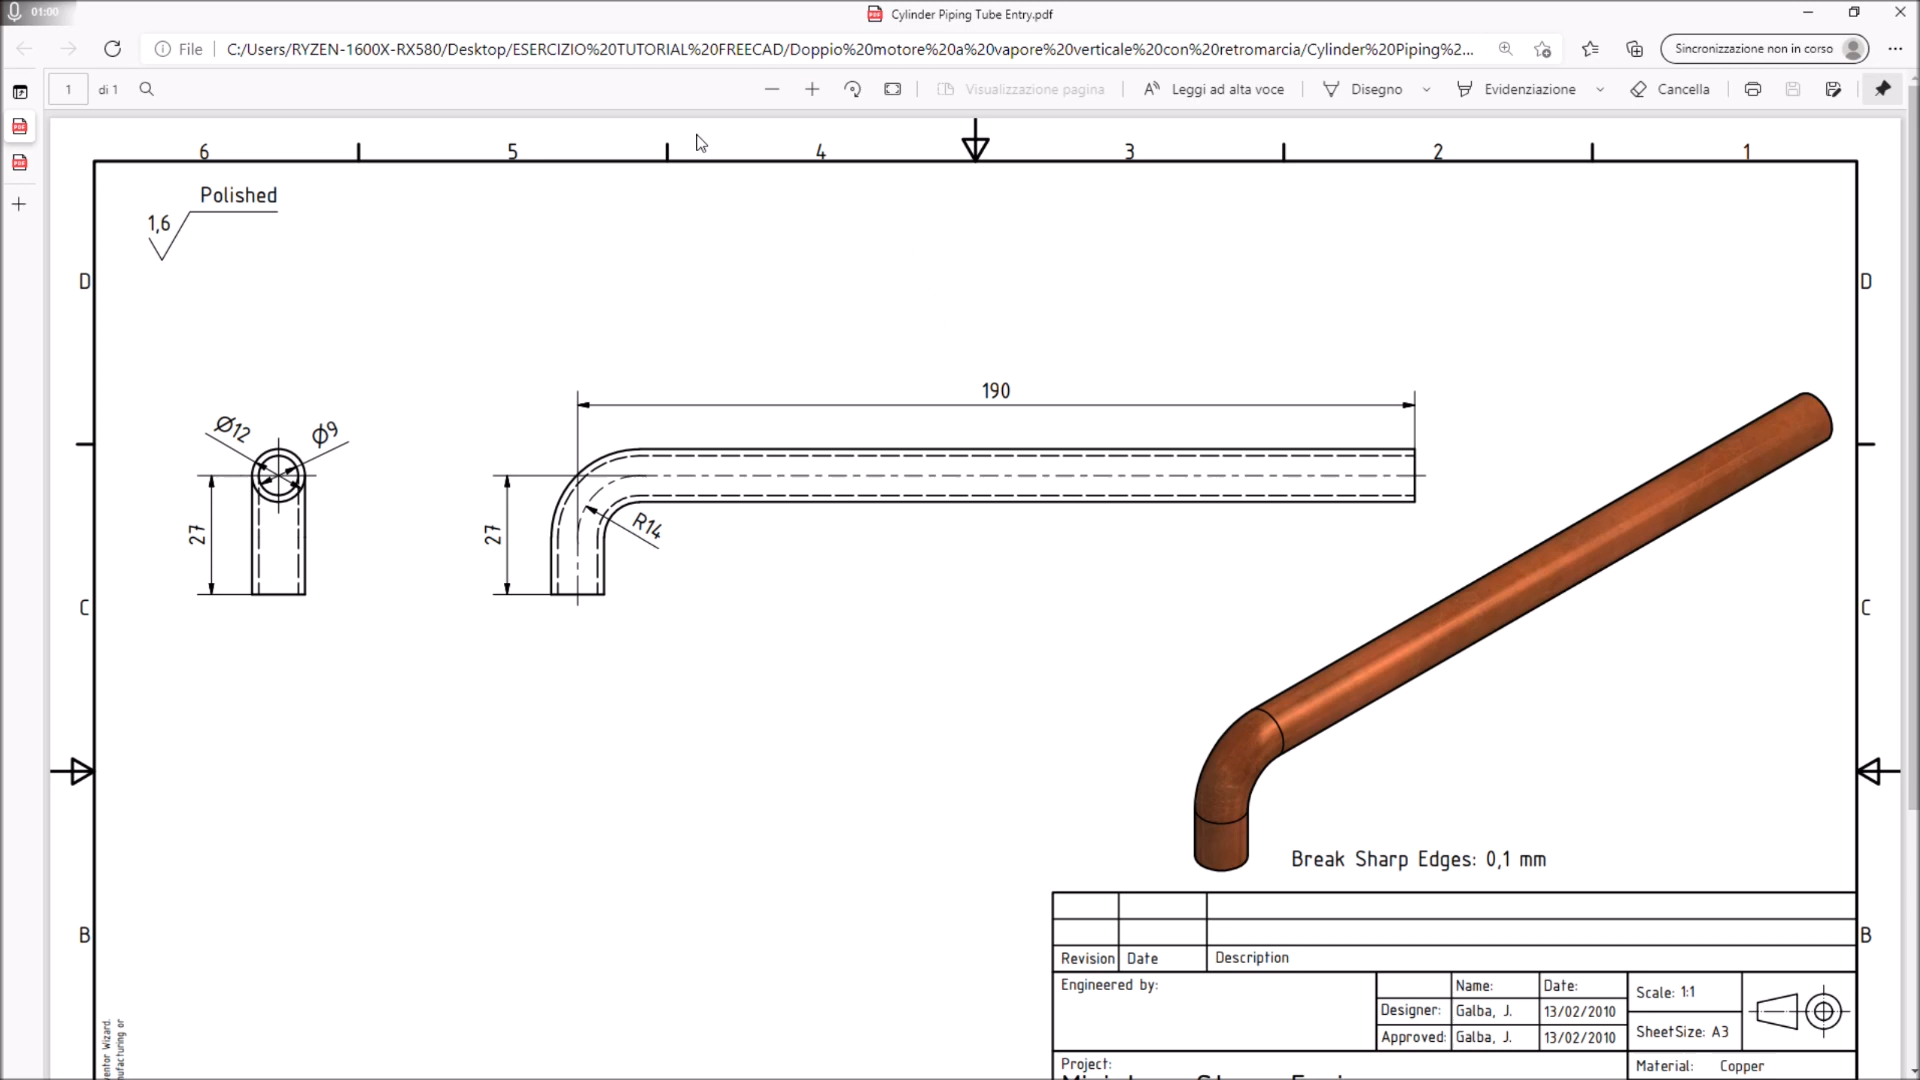 01:00
Cylinder Piping Tube Entry.pdf
File
C:/Users/RYZEN-1600X-RX580/Desktop/ESERCIZIO%20TUTORIAL%20FREECAD/Doppio%20motore%20a%20vapore%20verticale%20con%20retromarcia/Cylinder%20Piping%2...
Sincronizzazione non in corso
1 di 1
Visualizzazione pagina
Leggi ad alta voce
Disegno
Evidenziazione
Cancella
6 5 4 3 2 1
Polished
1,6
D D
190
Ø12 Ø9
27 27 R14
C C
Break Sharp Edges: 0,1 mm
B B
Revision Date Description
Engineered by:
Name: Date:
Scale: 1:1
Designer: Galba, J. 13/02/2010
SheetSize: A3
Approved: Galba, J. 13/02/2010
Project:
Material: Copper